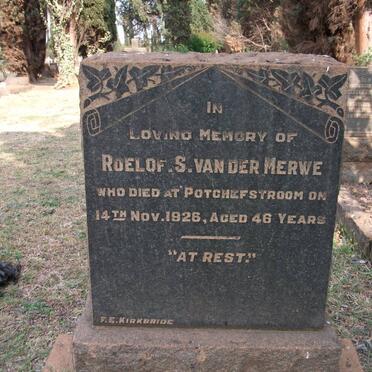 IN
LOVING MEMORY OF
ROELOF. S. VAN DER MERWE
WHO DIED AT POTCHEFSTROOM ON
14TH NOV. 1926, AGED 46 YEARS
"AT REST."
F. E. KIRKBRIDE